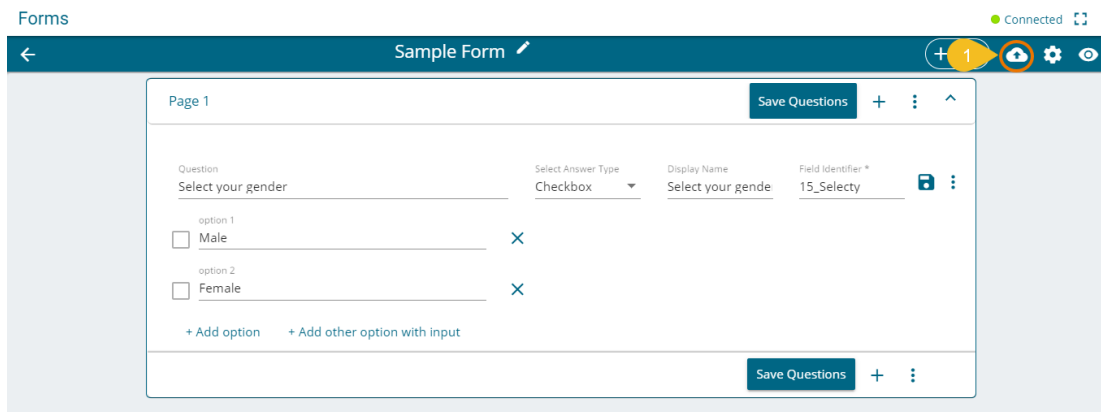 Forms
Connected
Sample Form
1
Page 1
Save Questions
Question
Select Answer Type
Display Name
Field Identifier *
Select your gender
Checkbox
Select your gende
15_Selecty
option 1
Male
option 2
Female
+ Add option
+ Add other option with input
Save Questions